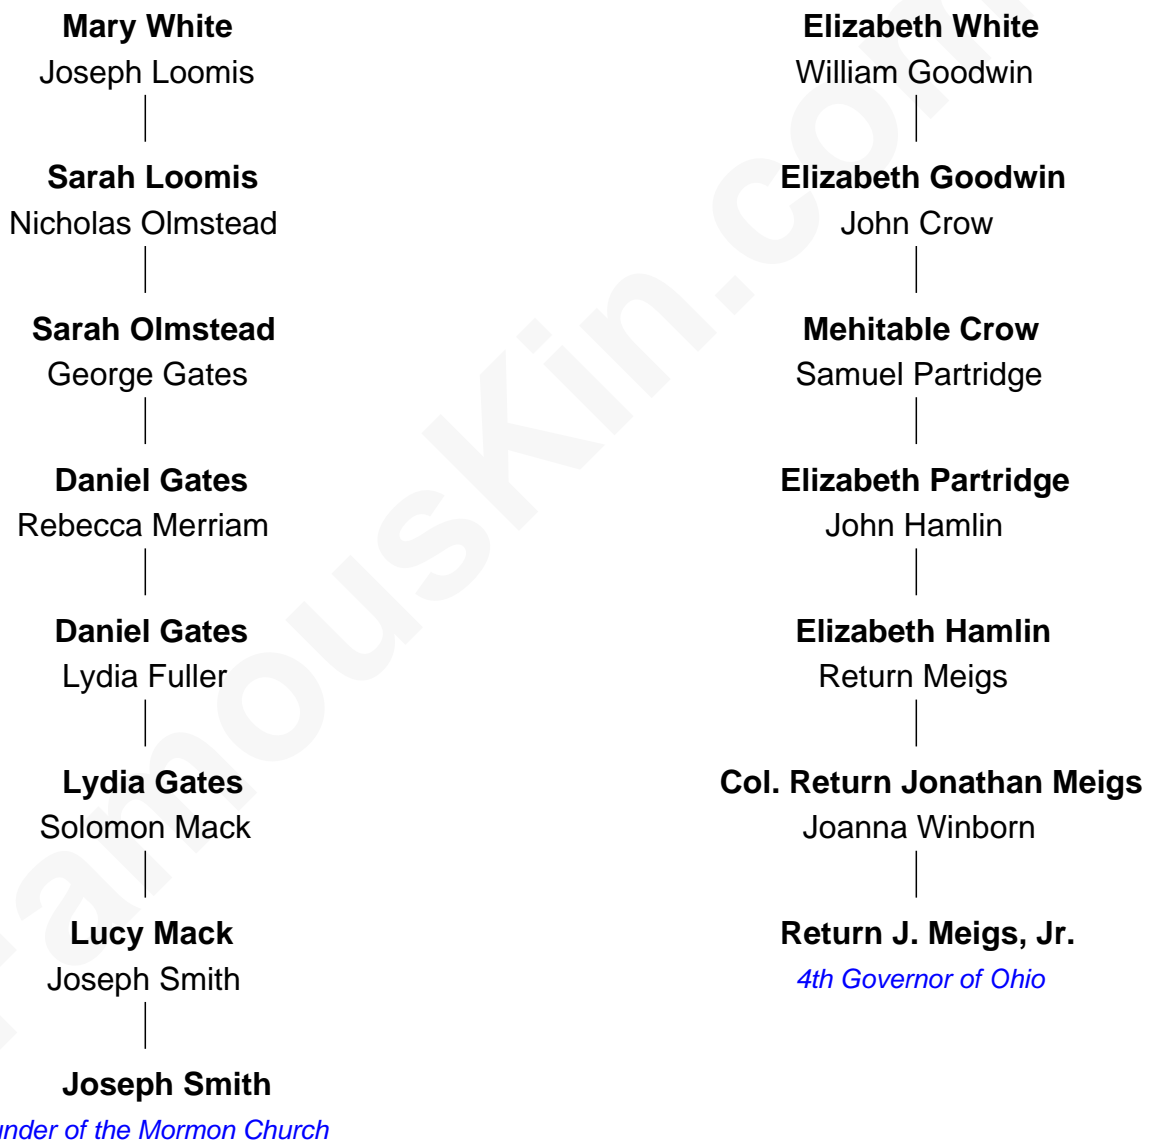 Mary White
Joseph Loomis
Sarah Loomis
Nicholas Olmstead
Sarah Olmstead
George Gates
Daniel Gates
Rebecca Merriam
Daniel Gates
Lydia Fuller
Lydia Gates
Solomon Mack
Lucy Mack
Joseph Smith
Joseph Smith
under of the Mormon Church
Elizabeth White
William Goodwin
Elizabeth Goodwin
John Crow
Mehitable Crow
Samuel Partridge
Elizabeth Partridge
John Hamlin
Elizabeth Hamlin
Return Meigs
Col. Return Jonathan Meigs
Joanna Winborn
Return J. Meigs, Jr.
4th Governor of Ohio
FamousKin.com